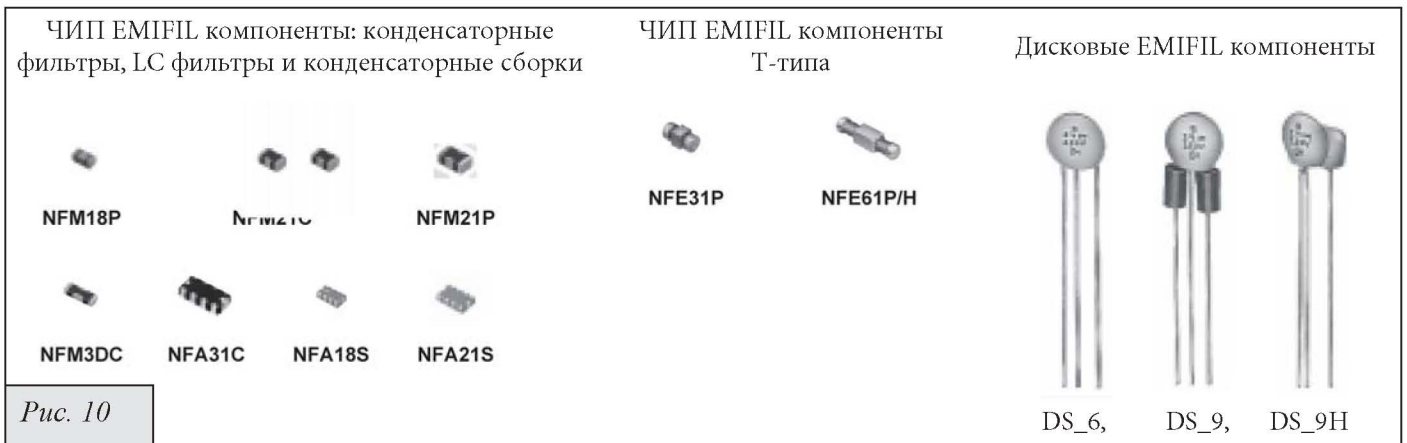 ЧИП EMIFIL компоненты: конденсаторные
фильтры, LC фильтры и конденсаторные сборки
ЧИП EMIFIL компоненты
Т-типа
Дисковые EMIFIL компоненты
NFM18P
NFM21C
NFM21P
NFE31P
NFE61P/H
NFM3DC
NFA31C
NFA18S
NFA21S
Рис. 10
DS_6,
DS_9,
DS_9H